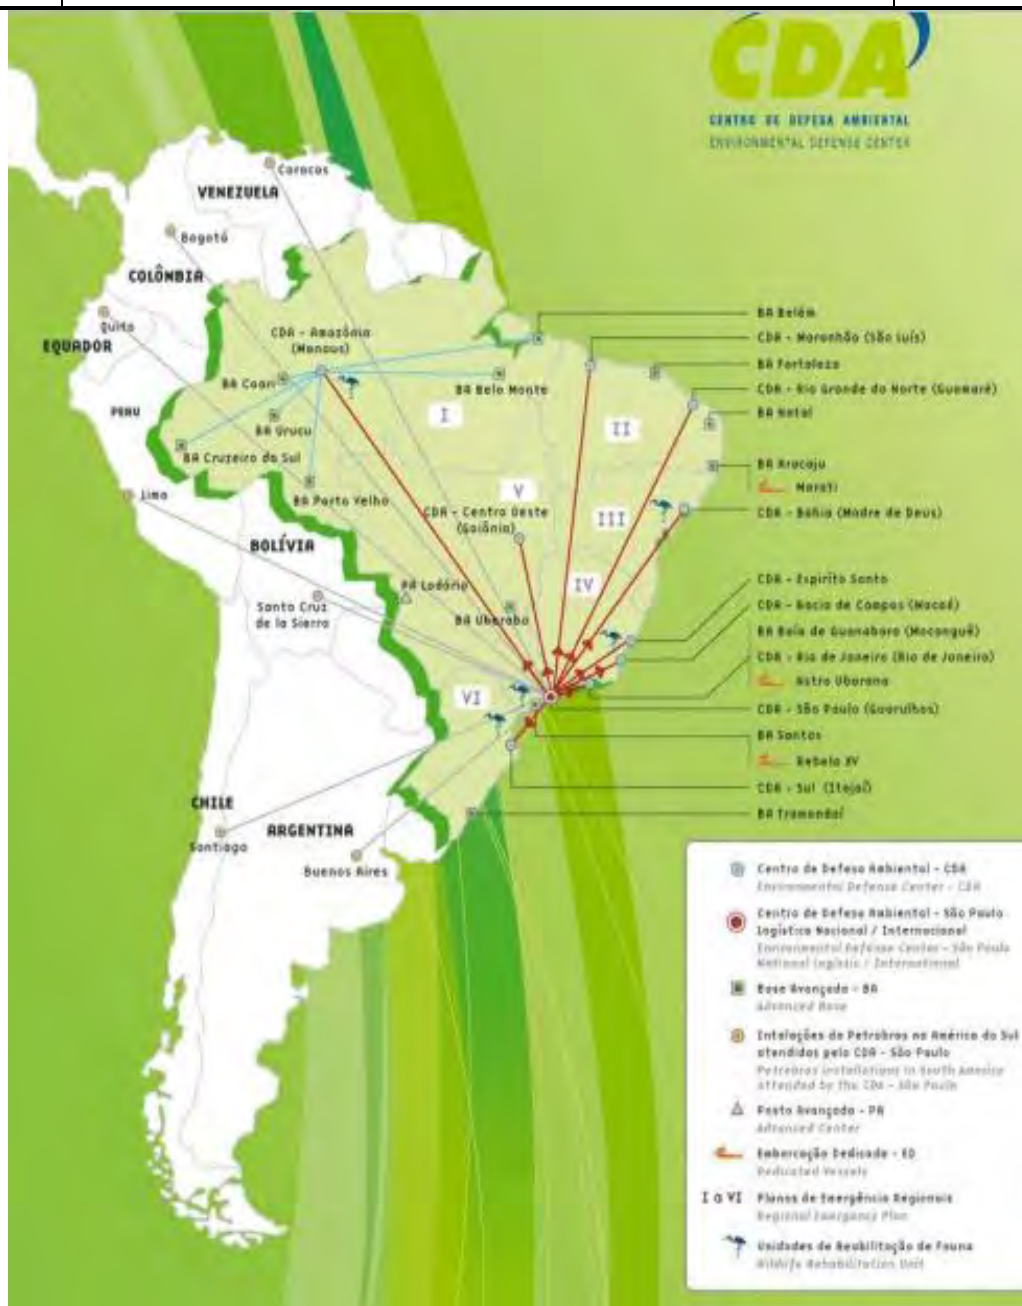 CDA
CENTRO DE DEFESA AMBIENTAL
ENVIRONMENTAL DEFENSE CENTER
Caracas
VENEZUELA
Bogotá
COLÔMBIA
Quito
EQUADOR
PERU
Lima
BOLÍVIA
Santa Cruz
de la Sierra
CHILE
Santiago
ARGENTINA
Buenos Aires
CDA - Amazônia
(Manaus)
BA Coari
BA Urucu
BA Cruzeiro do Sul
BA Porto Velho
BA Belo Monte
I
II
III
IV
V
VI
CDA - Centro Oeste
(Goiânia)
PA Ladário
BA Uberaba
BA Belém
CDA - Maranhão (São Luís)
BA Fortaleza
CDA - Rio Grande do Norte (Guamaré)
BA Natal
BA Aracaju
Marati
CDA - Bahia (Madre de Deus)
CDA - Espírito Santo
CDA - Bacia de Campos (Macaé)
BA Baía de Guanabara (Mocanguê)
CDA - Rio de Janeiro (Rio de Janeiro)
Astro Ubarana
CDA - São Paulo (Guarulhos)
BA Santos
Rebelo XV
CDA - Sul (Itajaí)
BA Tramandaí
Centro de Defesa Ambiental - CDA
Environmental Defense Center - CDA
Centro de Defesa Ambiental - São Paulo
Logística Nacional / Internacional
Environmental Defense Center - São Paulo
National Logistic / International
Base Avançada - BA
Advanced Base
Intalações da Petrobras na América do Sul
atendidas pelo CDA - São Paulo
Petrobras installations in South America
attended by the CDA - São Paulo
Posto Avançado - PA
Advanced Center
Embarcação Dedicada - ED
Dedicated Vessels
I a VI Planos de Emergência Regionais
Regional Emergency Plan
Unidades de Reabilitação de Fauna
Wildlife Rehabilitation Unit